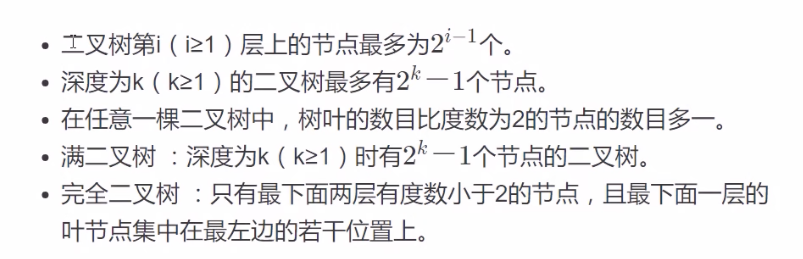 • 二叉树第i（i≥1）层上的节点最多为2^{i-1}个。
• 深度为k（k≥1）的二叉树最多有2^k-1个节点。
• 在任意一棵二叉树中，树叶的数目比度数为2的节点的数目多一。
• 满二叉树 ：深度为k（k≥1）时有2^k-1个节点的二叉树。
• 完全二叉树 ：只有最下面两层有度数小于2的节点，且最下面一层的
叶节点集中在最左边的若干位置上。